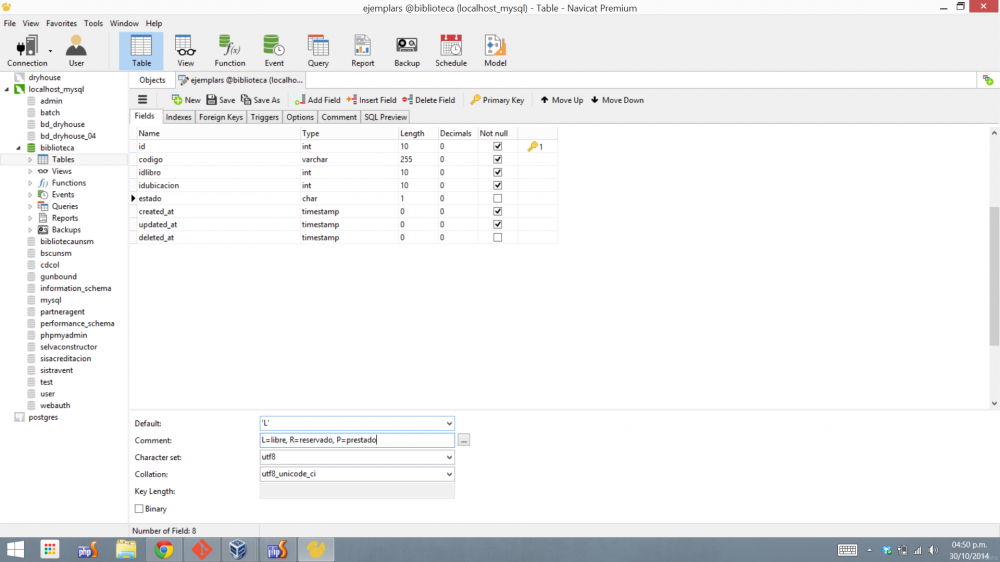 ejemplars @biblioteca (localhost_mysql) - Table - Navicat Premium
File View Favorites Tools Window Help
Connection User Table View Function Event Query Report Backup Schedule Model
dryhouse
localhost_mysql
admin
batch
bd_dryhouse
bd_dryhouse_04
biblioteca
Tables
Views
Functions
Events
Queries
Reports
Backups
bibliotecaunsm
bscunsm
cdcol
gunbound
information_schema
mysql
partneragent
performance_schema
phpmyadmin
selvaconstructor
sisacreditacion
sistravent
test
user
webauth
postgres
Objects ejemplars @biblioteca (localho...
New Save Save As Add Field Insert Field Delete Field Primary Key Move Up Move Down
Fields Indexes Foreign Keys Triggers Options Comment SQL Preview
Name Type Length Decimals Not null
id int 10 0 1
codigo varchar 255 0
idlibro int 10 0
idubicacion int 10 0
estado char 1 0
created_at timestamp 0 0
updated_at timestamp 0 0
deleted_at timestamp 0 0
Default: 'L'
Comment: L=libre, R=reservado, P=prestado ...
Character set: utf8
Collation: utf8_unicode_ci
Key Length:
Binary
Number of Field: 8
04:50 p.m.
30/10/2014